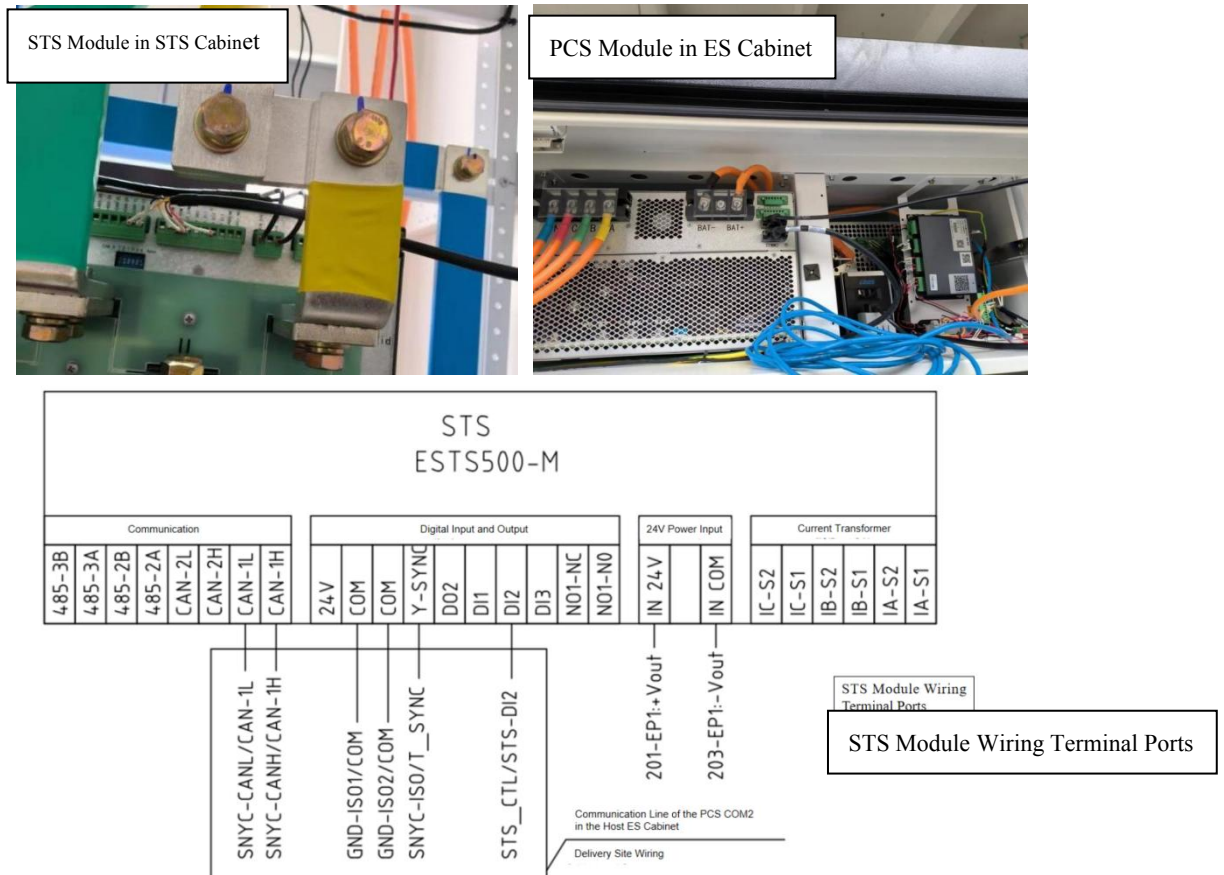 STS Module in STS Cabinet
PCS Module in ES Cabinet
N C B A
BAT- BAT+
STS
ESTS500-M
Communication
Digital Input and Output
24V Power Input
Current Transformer
485-3B
485-3A
485-2B
485-2A
CAN-2L
CAN-2H
CAN-1L
CAN-1H
24V
COM
COM
Y-SYNC
DO2
DI1
DI2
DI3
NO1-NC
NO1-NO
IN 24V
IN COM
IC-S2
IC-S1
IB-S2
IB-S1
IA-S2
IA-S1
SNYC-CANL/CAN-1L
SNYC-CANH/CAN-1H
GND-ISO1/COM
GND-ISO2/COM
SNYC-ISO/T_SYNC
STS_CTL/STS-DI2
201-EP1:+Vout
203-EP1:-Vout
STS Module Wiring
Terminal Ports
STS Module Wiring Terminal Ports
Communication Line of the PCS COM2
in the Host ES Cabinet
Delivery Site Wiring